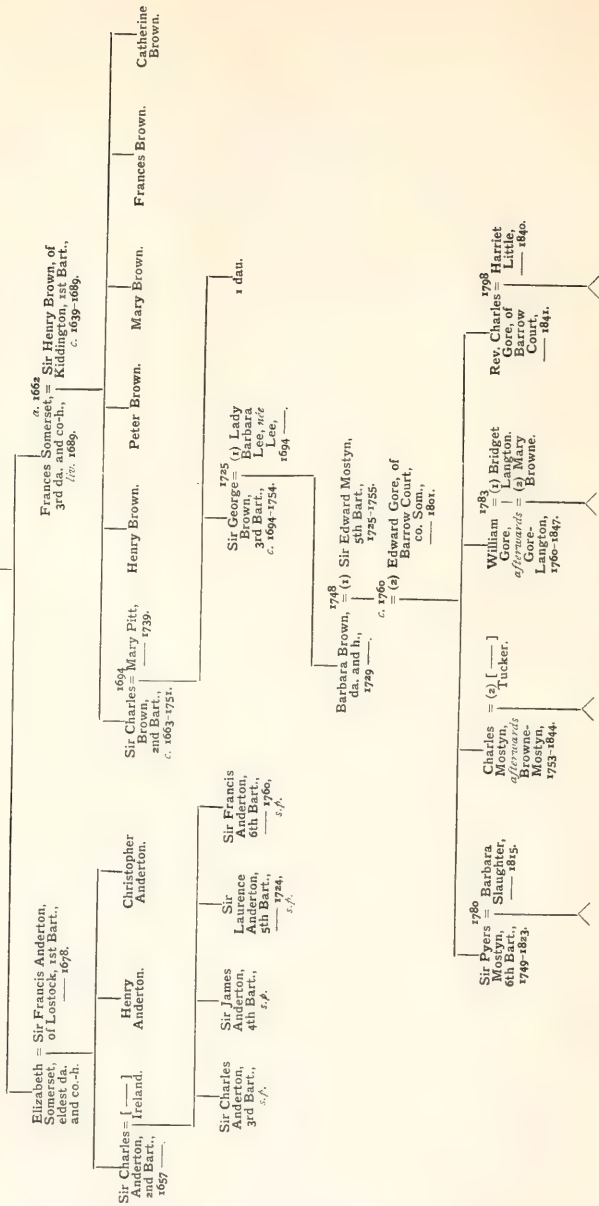 Elizabeth = Sir Francis Anderton,
Somerset, of Lostock, 1st Bart.,
eldest da. —— 1678.
and co.-h.
a. 1662
Frances Somerset, = Sir Henry Brown, of
3rd da. and co-h., Kiddington, 1st Bart.,
liv. 1689. c. 1639-1689.
Sir Charles = [ —— ]
Anderton, Ireland.
2nd Bart.,
1657 ——.
Henry
Anderton.
Christopher
Anderton.
1694
Sir Charles = Mary Pitt,
Brown, —— 1739.
2nd Bart.,
c. 1663-1751.
Henry Brown.
Peter Brown.
Mary Brown.
Frances Brown.
Catherine
Brown.
Sir Charles
Anderton,
3rd Bart.,
s.p.
Sir James
Anderton,
4th Bart.,
s.p.
Sir
Laurence
Anderton,
5th Bart.,
—— 1724,
s.p.
Sir Francis
Anderton,
6th Bart.,
—— 1760,
s.p.
1725
Sir George = (1) Lady
Brown, Barbara
3rd Bart., Lee, née
c. 1694-1754. Lee,
1694 ——.
1 dau.
1748
Barbara Brown, = (1) Sir Edward Mostyn,
da. and h., 5th Bart.,
1729 ——. 1725-1755.
c. 1760
= (2) Edward Gore, of
Barrow Court,
co. Som.,
—— 1801.
1780
Sir Pyers = Barbara
Mostyn, Slaughter,
6th Bart., —— 1815.
1749-1823.
Charles = (2) [ —— ]
Mostyn, Tucker.
afterwards
Browne-
Mostyn,
1753-1844.
1783
William = (1) Bridget
Gore, Langton.
afterwards = (2) Mary
Gore- Browne.
Langton,
1760-1847.
1798
Rev. Charles = Harriet
Gore, of Little,
Barrow —— 1840.
Court,
—— 1841.